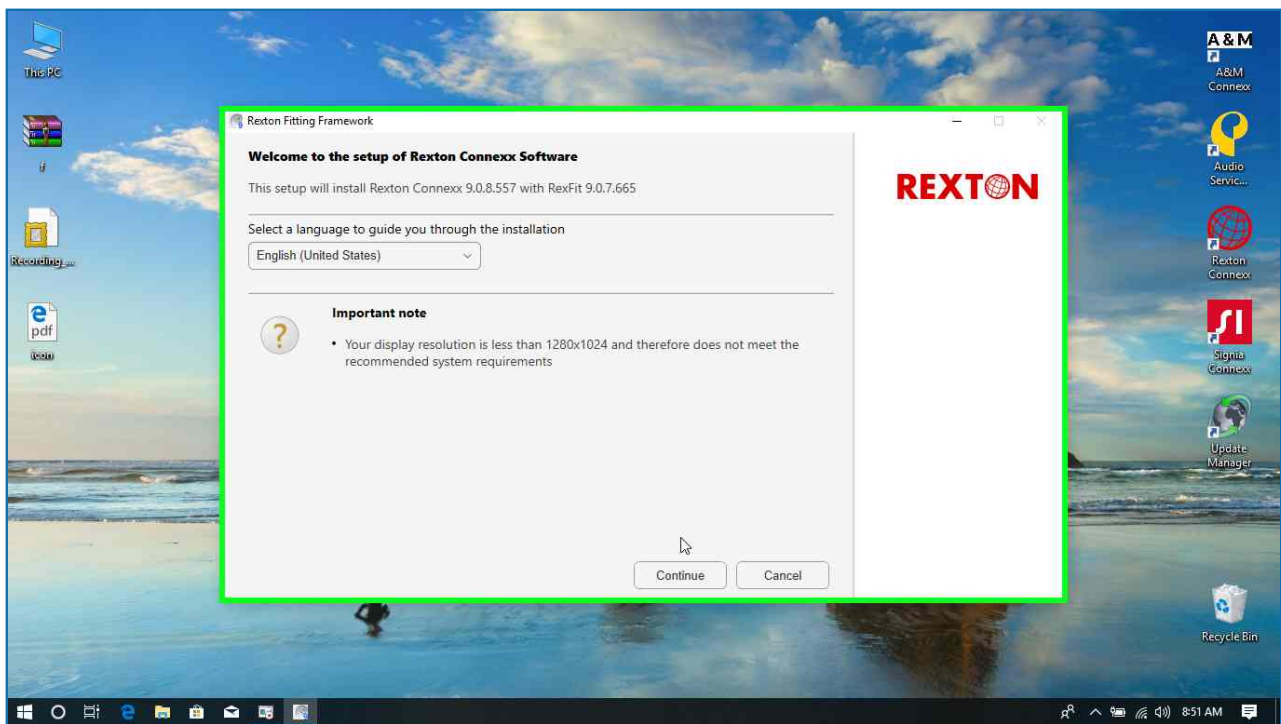 This PC
Recording_...
pdf
icon
Rexton Fitting Framework
Welcome to the setup of Rexton Connexx Software
This setup will install Rexton Connexx 9.0.8.557 with RexFit 9.0.7.665
Select a language to guide you through the installation
English (United States)
Important note
• Your display resolution is less than 1280x1024 and therefore does not meet the
recommended system requirements
Continue
Cancel
REXTON
A & M
A&M
Connexx
Audio
Servic...
Rexton
Connexx
Signia
Connexx
Update
Manager
Recycle Bin
8:51 AM